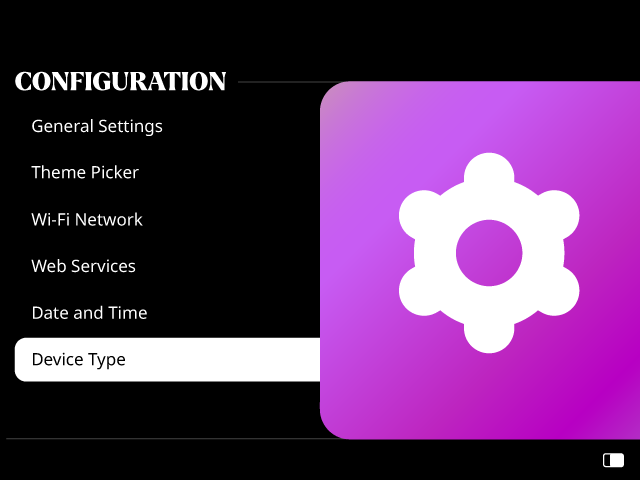 CONFIGURATION
General Settings
Theme Picker
Wi-Fi Network
Web Services
Date and Time
Device Type